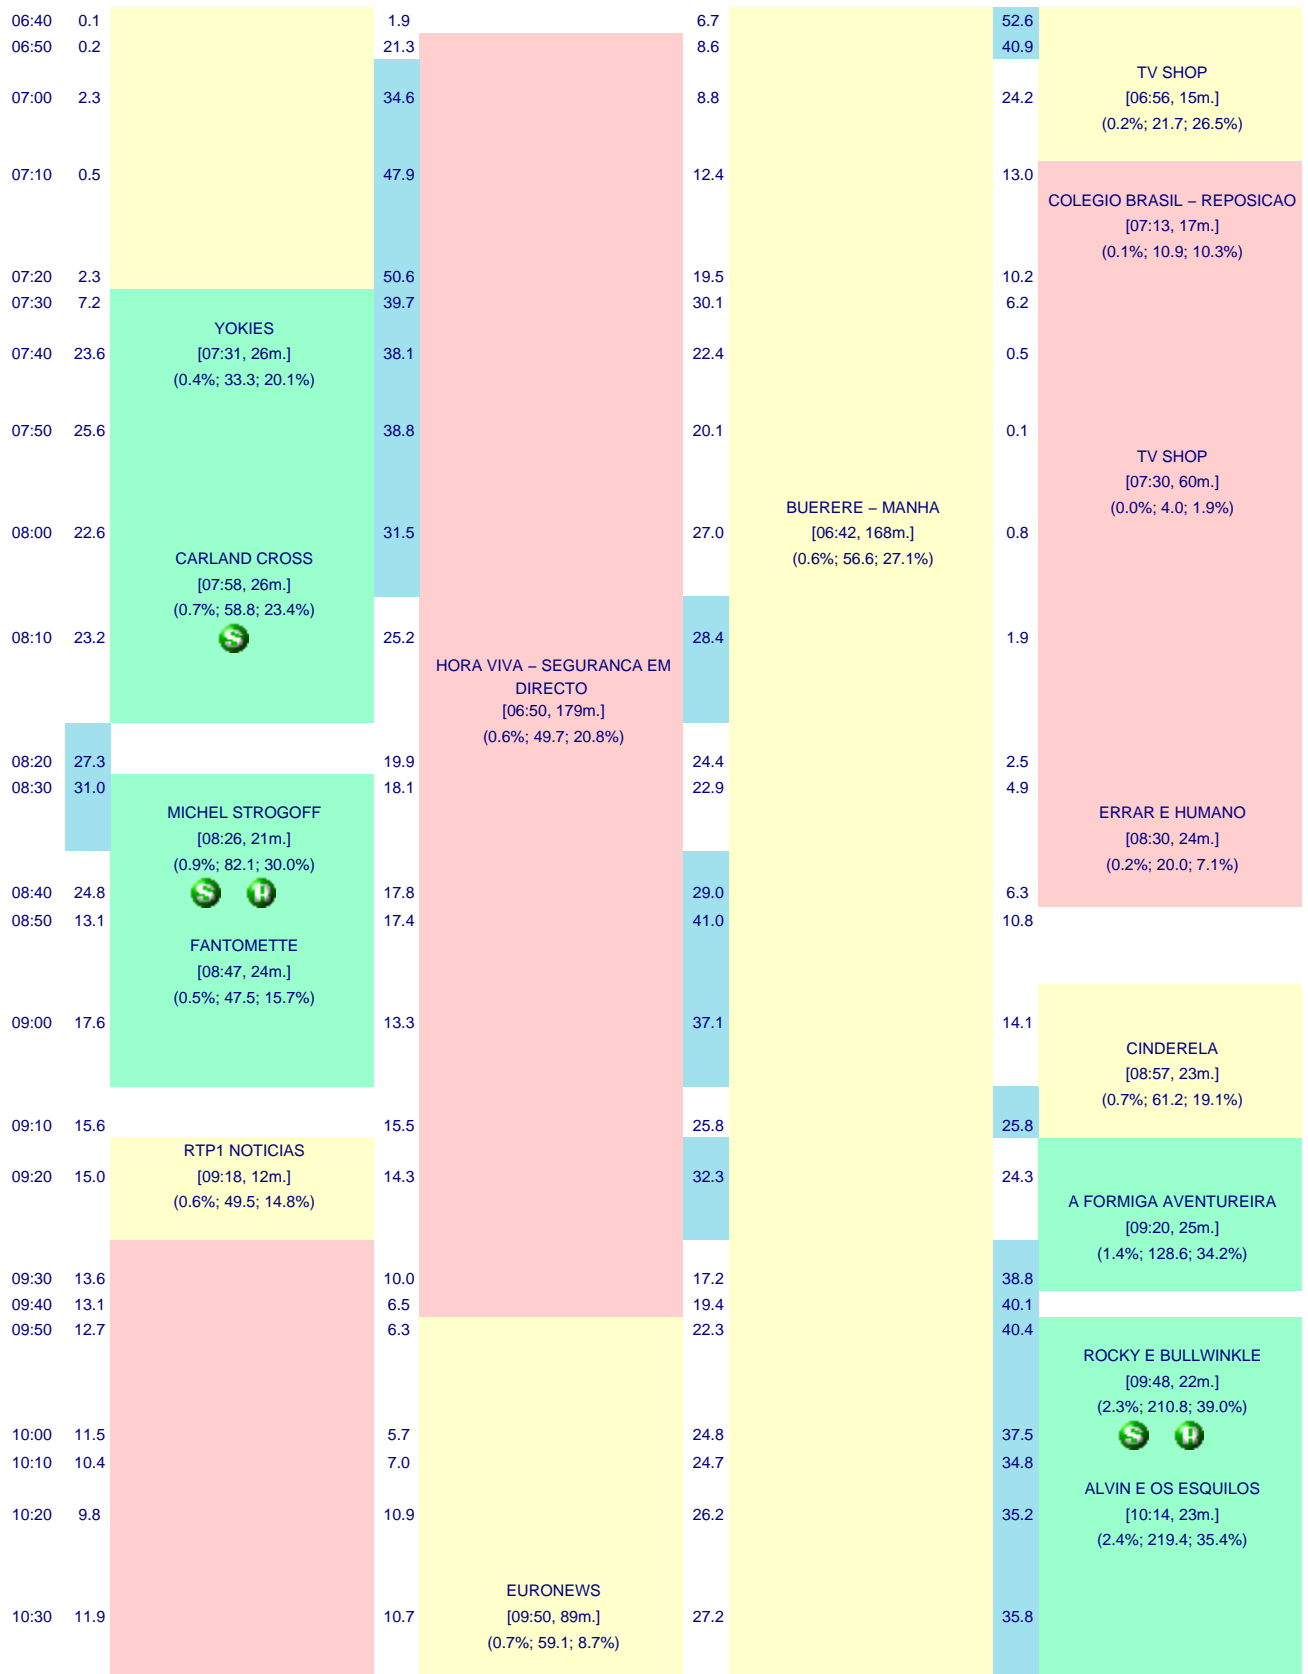 06:40 0.1 1.9 6.7 52.6
06:50 0.2 21.3 8.6 40.9
TV SHOP
07:00 2.3 34.6 8.8 24.2 [06:56, 15m.]
(0.2%; 21.7; 26.5%)
07:10 0.5 47.9 12.4 13.0
COLEGIO BRASIL – REPOSICAO
[07:13, 17m.]
(0.1%; 10.9; 10.3%)
07:20 2.3 50.6 19.5 10.2
07:30 7.2 39.7 30.1 6.2
YOKIES
07:40 23.6 [07:31, 26m.] 38.1 22.4 0.5
(0.4%; 33.3; 20.1%)
07:50 25.6 38.8 20.1 0.1
TV SHOP
[07:30, 60m.]
BUERERE – MANHA (0.0%; 4.0; 1.9%)
08:00 22.6 31.5 27.0 [06:42, 168m.] 0.8
CARLAND CROSS (0.6%; 56.6; 27.1%)
[07:58, 26m.]
(0.7%; 58.8; 23.4%)
08:10 23.2 S 25.2 28.4 1.9
HORA VIVA – SEGURANCA EM
DIRECTO
[06:50, 179m.]
(0.6%; 49.7; 20.8%)
08:20 27.3 19.9 24.4 2.5
08:30 31.0 18.1 22.9 4.9
MICHEL STROGOFF ERRAR E HUMANO
[08:26, 21m.] [08:30, 24m.]
(0.9%; 82.1; 30.0%) (0.2%; 20.0; 7.1%)
08:40 24.8 S R 17.8 29.0 6.3
08:50 13.1 17.4 41.0 10.8
FANTOMETTE
[08:47, 24m.]
(0.5%; 47.5; 15.7%)
09:00 17.6 13.3 37.1 14.1
CINDERELA
[08:57, 23m.]
(0.7%; 61.2; 19.1%)
09:10 15.6 15.5 25.8 25.8
RTP1 NOTICIAS
09:20 15.0 [09:18, 12m.] 14.3 32.3 24.3
(0.6%; 49.5; 14.8%) A FORMIGA AVENTUREIRA
[09:20, 25m.]
(1.4%; 128.6; 34.2%)
09:30 13.6 10.0 17.2 38.8
09:40 13.1 6.5 19.4 40.1
09:50 12.7 6.3 22.3 40.4
ROCKY E BULLWINKLE
[09:48, 22m.]
(2.3%; 210.8; 39.0%)
10:00 11.5 5.7 24.8 37.5 S R
10:10 10.4 7.0 24.7 34.8
ALVIN E OS ESQUILOS
10:20 9.8 10.9 26.2 35.2 [10:14, 23m.]
(2.4%; 219.4; 35.4%)
EURONEWS
10:30 11.9 10.7 [09:50, 89m.] 27.2 35.8
(0.7%; 59.1; 8.7%)